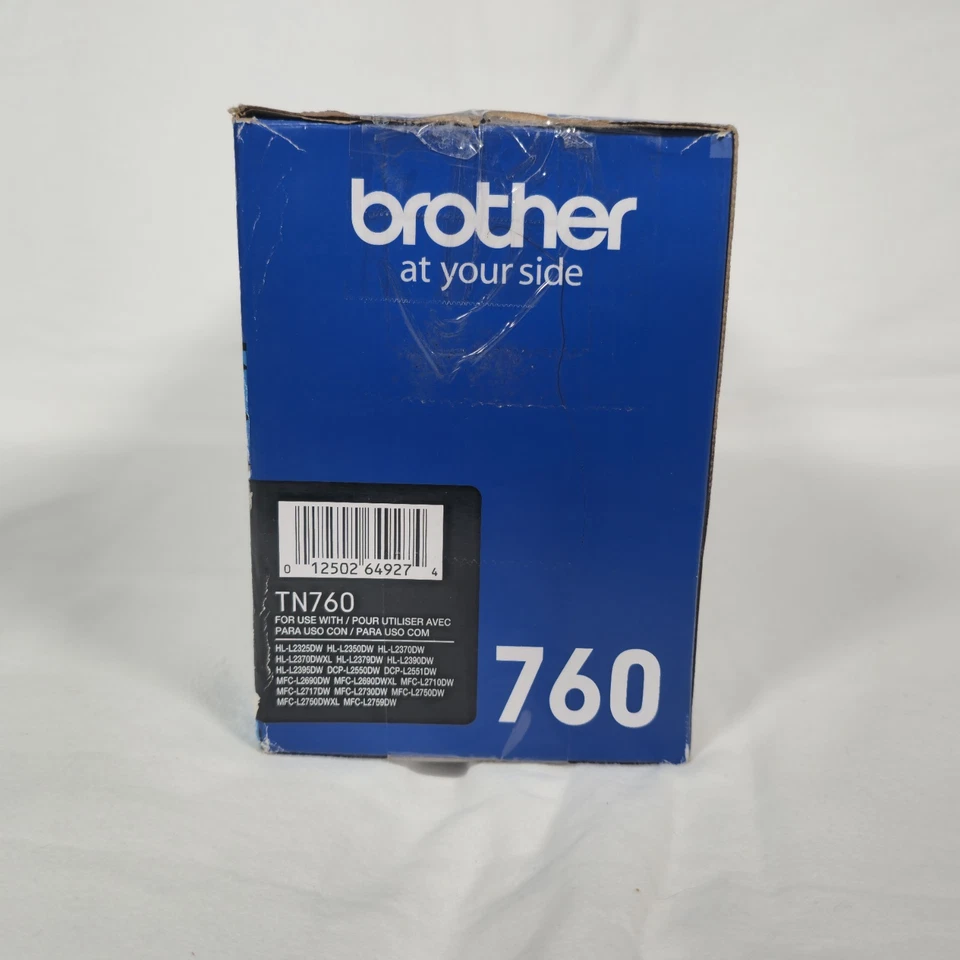 brother
at your side
0 12502 64927 4
TN760
FOR USE WITH / POUR UTILISER AVEC
PARA USO CON / PARA USO COM
HL-L2325DW HL-L2350DW HL-L2370DW
HL-L2370DWXL HL-L2379DW HL-L2390DW
HL-L2395DW DCP-L2550DW DCP-L2551DW
MFC-L2690DW MFC-L2690DWXL MFC-L2710DW
MFC-L2717DW MFC-L2730DW MFC-L2750DW
MFC-L2750DWXL MFC-L2759DW
760